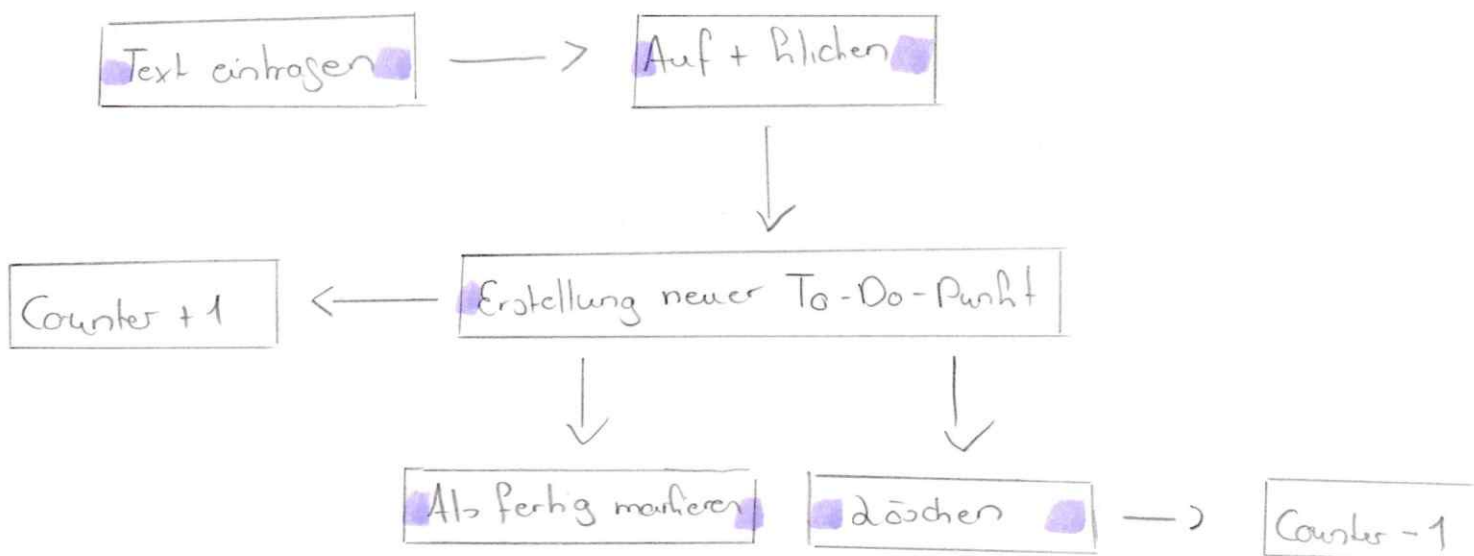 Text eintragen
Auf + klicken
Counter + 1
Erstellung neuer To-Do-Punkt
Als fertig markieren
Löschen
Counter - 1